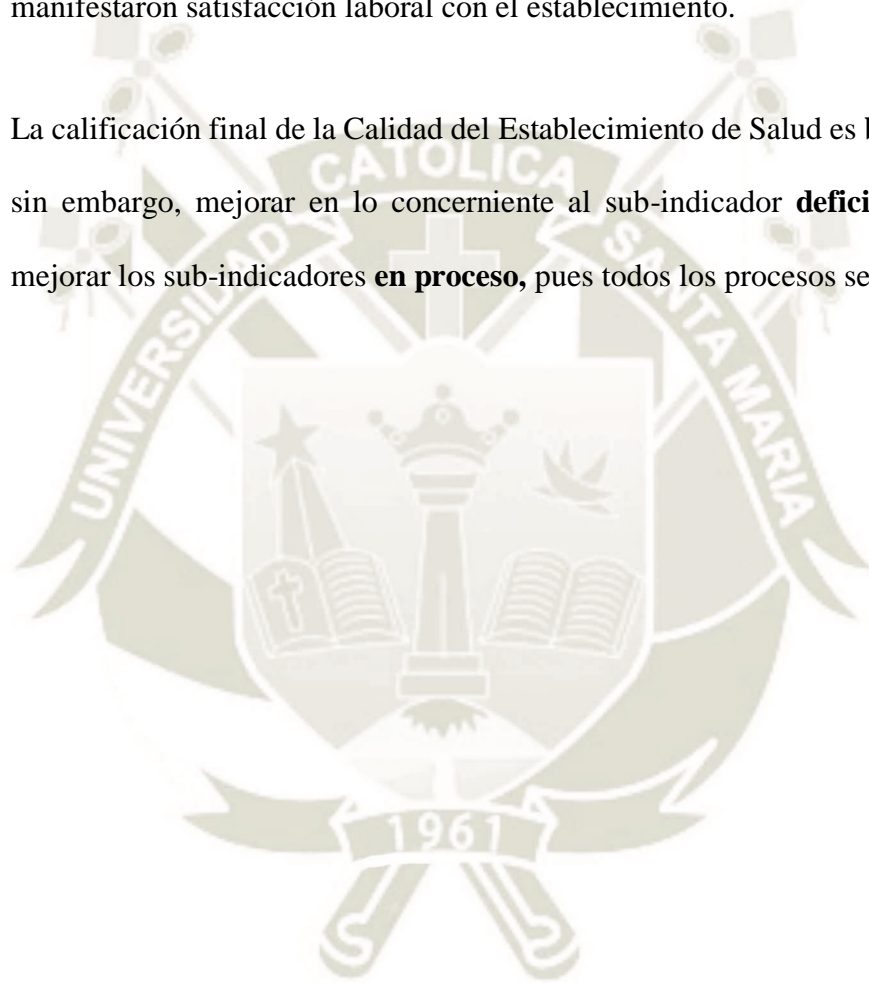 manifestaron satisfacción laboral con el establecimiento.
La calificación final de la Calidad del Establecimiento de Salud es
sin embargo, mejorar en lo concerniente al sub-indicador
mejorar los sub-indicadores en proceso, pues todos los procesos se
UNIVERSIDAD CATOLICA SANTA MARIA
1961